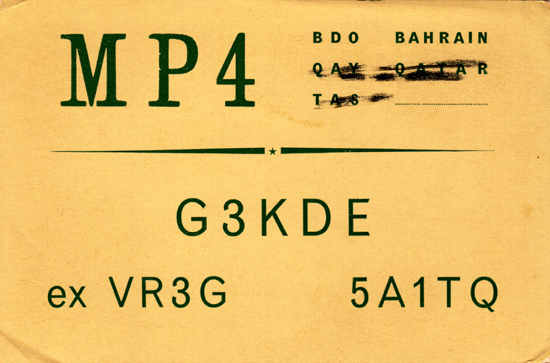 MP4
BDO BAHRAIN
QAY QATAR
TAS
G3KDE
ex VR3G 5A1TQ